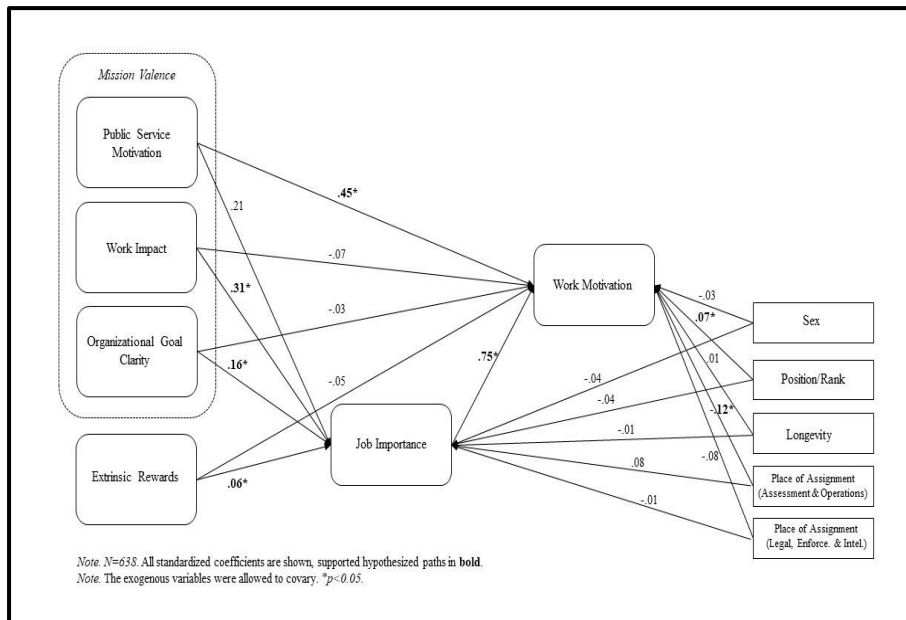 Mission Valence
Public Service
Motivation
.45*
.21
Work Impact
-.07
.31*
Work Motivation
-.03
-.03
Sex
.07*
Organizational Goal
Clarity
.16*
.75*
.01
Position/Rank
-.05
-.04
-.04
-.12*
Job Importance
-.01
Longevity
Extrinsic Rewards
.06*
.08
-.08
Place of Assignment
(Assessment & Operations)
-.01
Place of Assignment
(Legal, Enforce. & Intel.)
Note. N=638. All standardized coefficients are shown, supported hypothesized paths in bold.
Note. The exogenous variables were allowed to covary. *p<0.05.